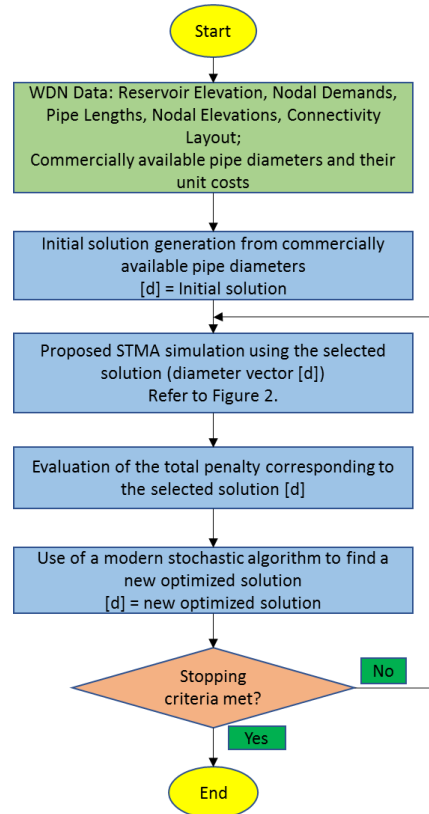 Start
WDN Data: Reservoir Elevation, Nodal Demands,
Pipe Lengths, Nodal Elevations, Connectivity
Layout;
Commercially available pipe diameters and their
unit costs
Initial solution generation from commercially
available pipe diameters
[d] = Initial solution
Proposed STMA simulation using the selected
solution (diameter vector [d])
Refer to Figure 2.
Evaluation of the total penalty corresponding to
the selected solution [d]
Use of a modern stochastic algorithm to find a
new optimized solution
[d] = new optimized solution
Stopping
criteria met?
No
Yes
End